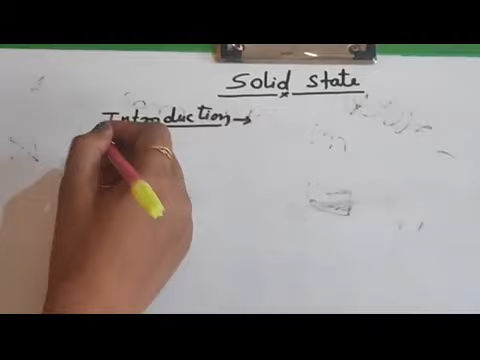 Solid State
Introduction →